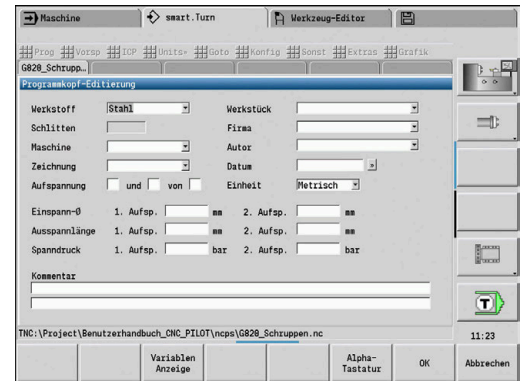 Maschine smart.Turn Werkzeug-Editor
Prog Vorsp ICP Units» Goto Konfig Sonst Extras Grafik
G820_Schrupp…
Programmkopf-Editierung
Werkstoff Stahl Werkstück
Schlitten Firma
Maschine Autor
Zeichnung Datum »
Aufspannung und von Einheit Metrisch
Einspann-Ø 1. Aufsp. mm 2. Aufsp. mm
Ausspannlänge 1. Aufsp. mm 2. Aufsp. mm
Spanndruck 1. Aufsp. bar 2. Aufsp. bar
Kommentar
TNC:\Project\Benutzerhandbuch_CNC_PILOT\ncps\G820_Schruppen.nc
T
11:23
Variablen
Anzeige
Alpha-
Tastatur
OK
Abbrechen